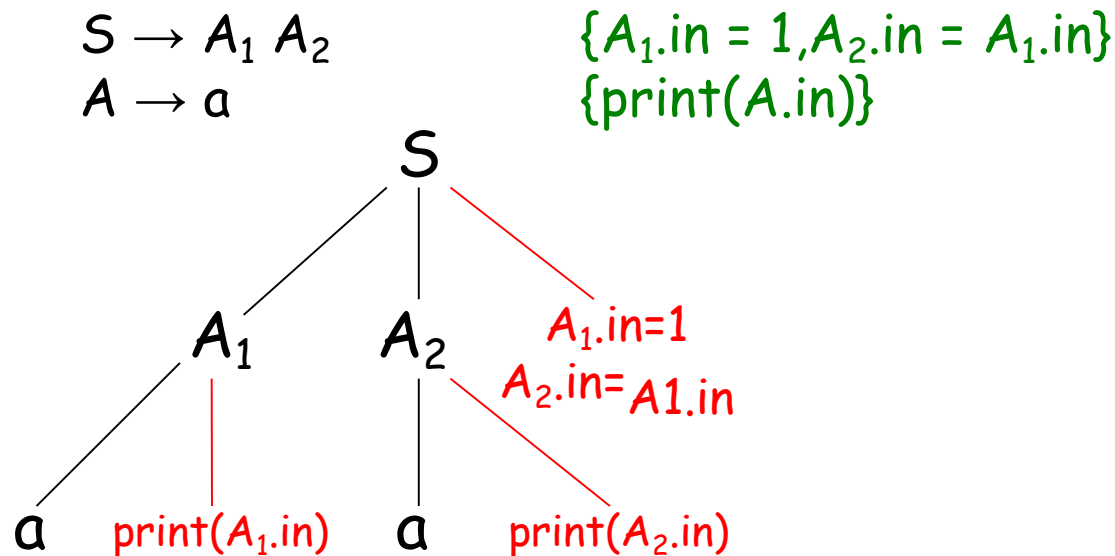 S → A₁ A₂ {A₁.in = 1,A₂.in = A₁.in}
A → a {print(A.in)}
S
A₁ A₂ A₁.in=1
A₂.in= A1.in
a print(A₁.in) a print(A₂.in)